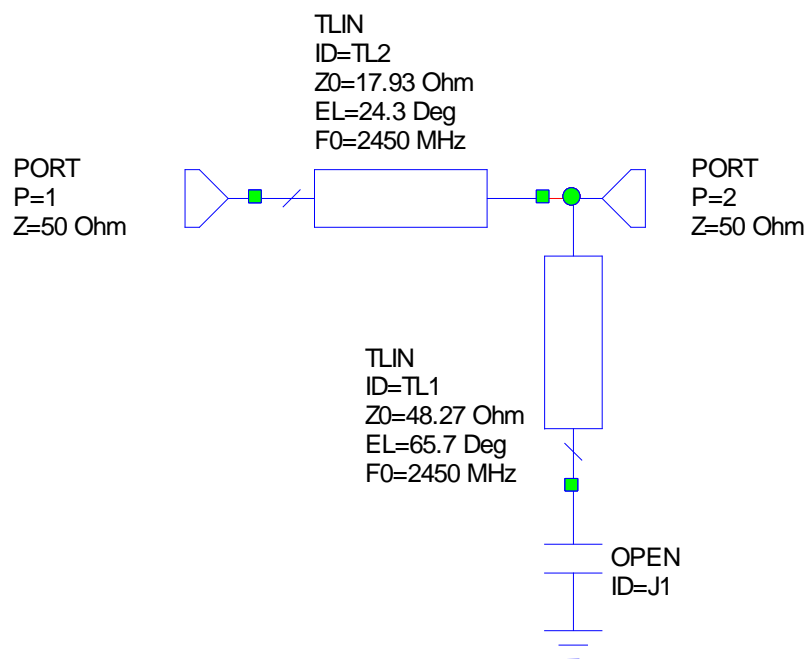 TLIN
ID=TL2
Z0=17.93 Ohm
EL=24.3 Deg
F0=2450 MHz
PORT
P=1
Z=50 Ohm
PORT
P=2
Z=50 Ohm
TLIN
ID=TL1
Z0=48.27 Ohm
EL=65.7 Deg
F0=2450 MHz
OPEN
ID=J1